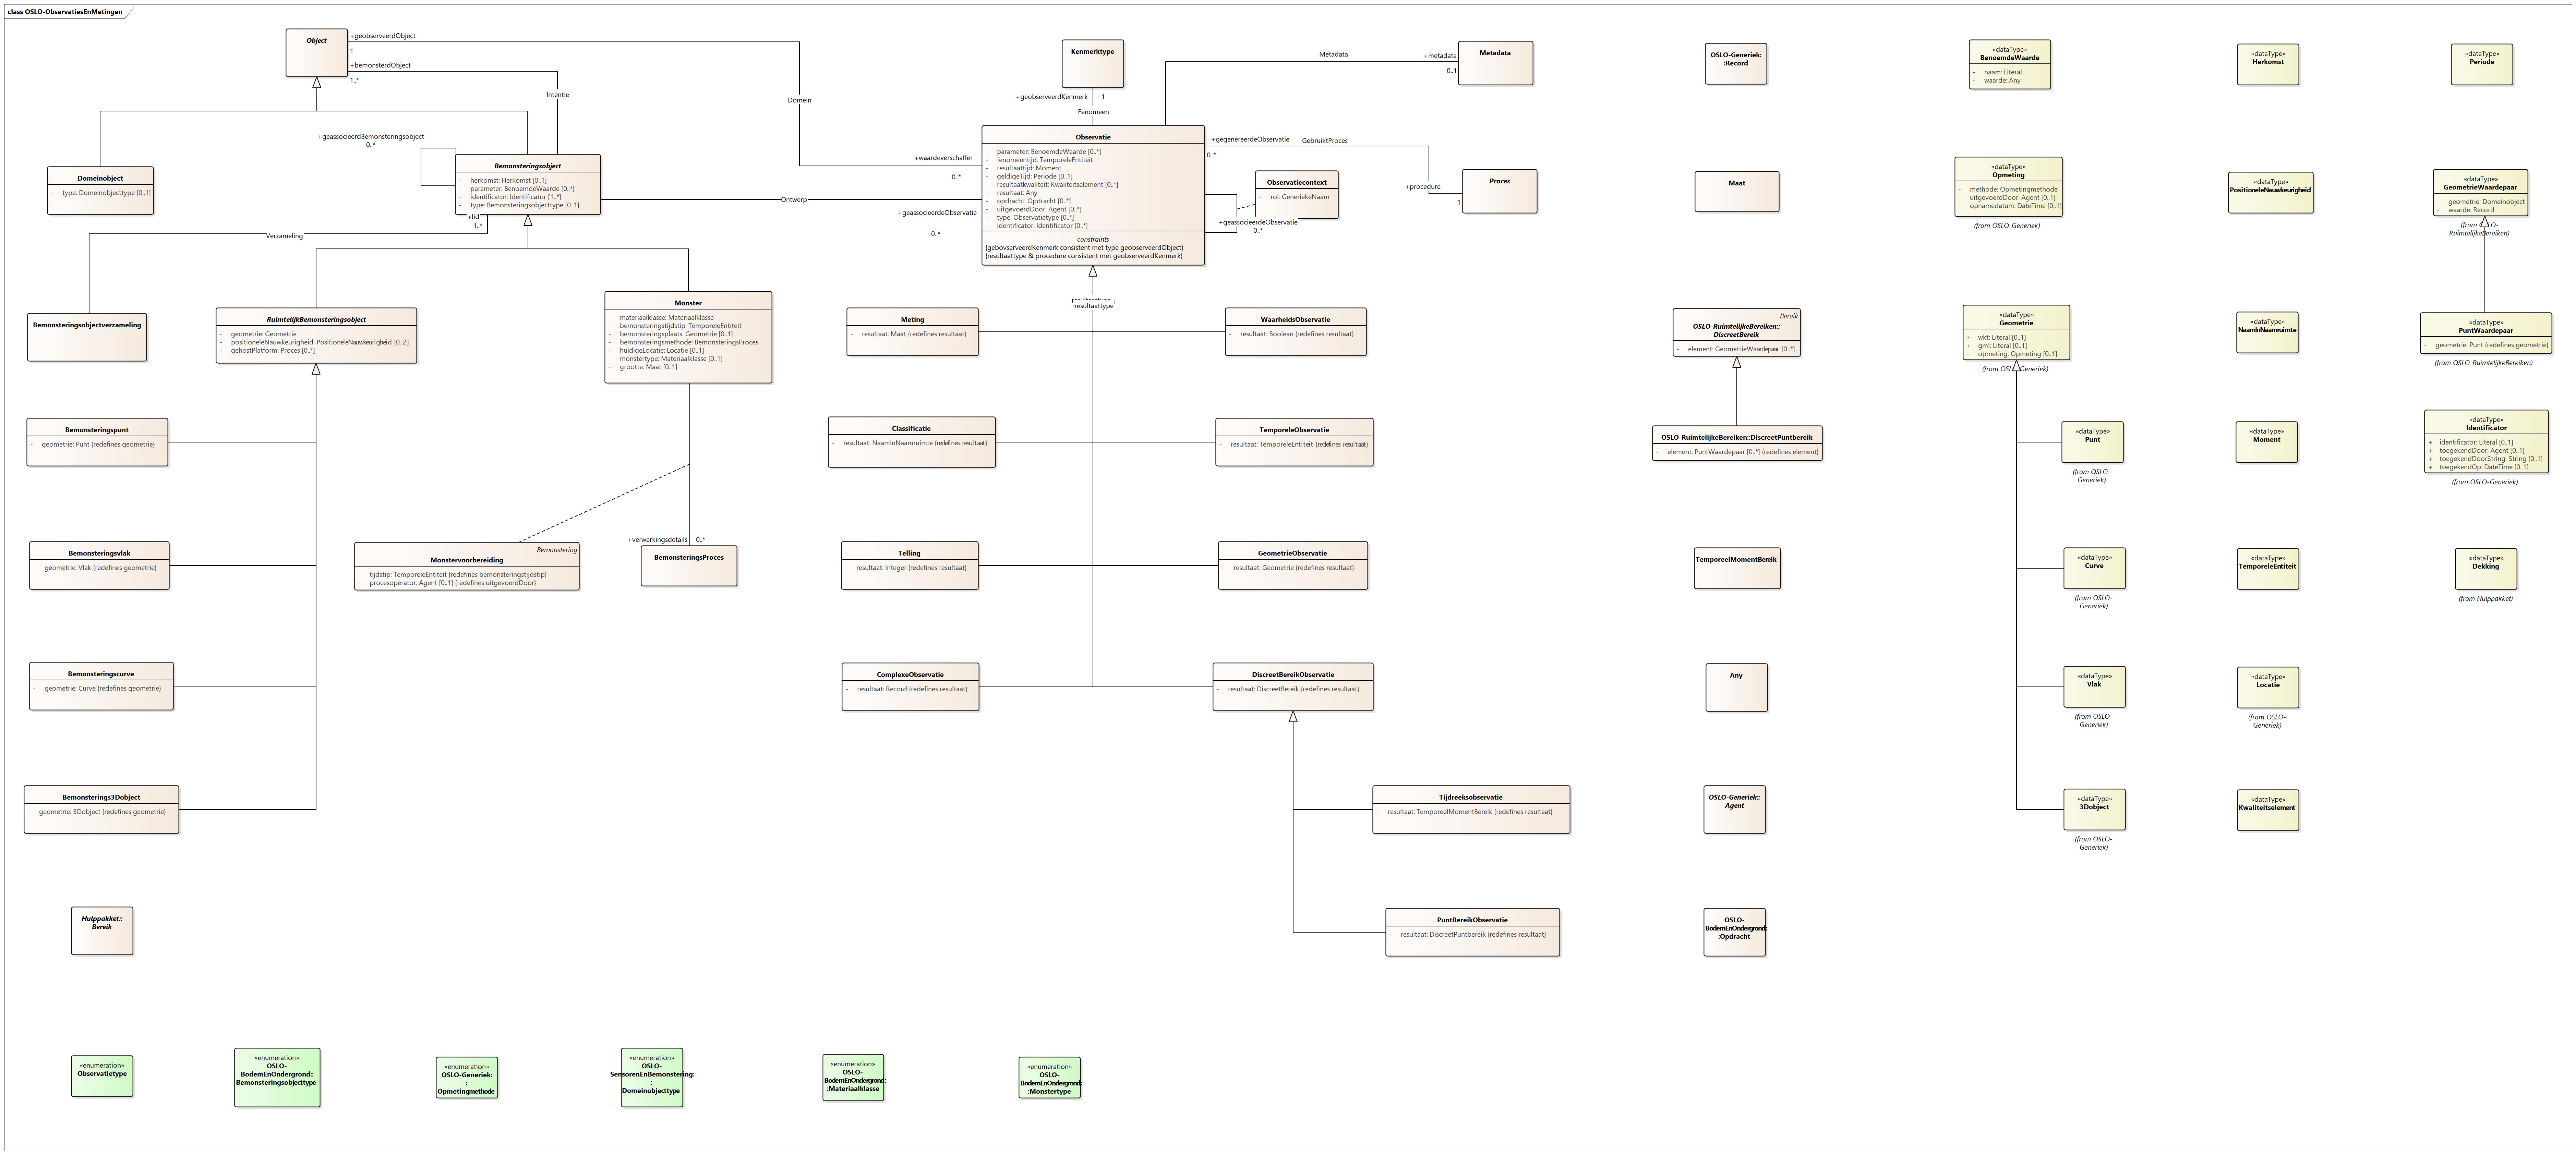 class OSLO-ObservatiesEnMetingen
Object
+geobserveerdObject
1
+bemonsterdObject
1..*
Intentie
Domein
Kenmerktype
+geobserveerdKenmerk
1
Fenomeen
Metadata
+metadata
0..1
Metadata
OSLO-Generiek:
:Record
«dataType»
BenoemdeWaarde
- naam: Literal
- waarde: Any
«dataType»
Herkomst
«dataType»
Periode
+geassocieerdBemonsteringsobject
0..*
Domeinobject
- type: Domeinobjecttype [0..1]
Bemonsteringsobject
- herkomst: Herkomst [0..1]
- parameter: BenoemdeWaarde [0..*]
- identificator: Identificator [1..*]
- type: Bemonsteringsobjecttype [0..1]
+lid
1..*
Verzameling
Ontwerp
+waardeverschaffer
0..*
+geassocieerdeObservatie
0..*
Observatie
- parameter: BenoemdeWaarde [0..*]
- fenomeentijd: TemporeleEntiteit
- resultaattijd: Moment
- geldigeTijd: Periode [0..1]
- resultaatkwaliteit: Kwaliteitselement [0..*]
- resultaat: Any
- opdracht: Opdracht [0..*]
- uitgevoerdDoor: Agent [0..*]
- type: Observatietype [0..*]
- identificator: Identificator [0..*]
constraints
{gebovserveerdKenmerk consistent met type geobserveerdObject}
{resultaattype & procedure consistent met geobserveerdKenmerk}
+gegenereerdeObservatie
0..*
GebruiktProces
Observatiecontext
- rol: GeneriekeNaam
+geassocieerdeObservatie
0..*
+procedure
1
Proces
Maat
«dataType»
Opmeting
- methode: Opmetingmethode
- uitgevoerdDoor: Agent [0..1]
- opnamedatum: DateTime [0..1]
(from OSLO-Generiek)
«dataType»
PositioneleNauwkeurigheid
«dataType»
GeometrieWaardepaar
- geometrie: Domeinobject
- waarde: Record
(from OSLO-
RuimtelijkeBereiken)
Bemonsteringsobjectverzameling
RuimtelijkBemonsteringsobject
- geometrie: Geometrie
- positioneleNauwkeurigheid: PositioneleNauwkeurigheid [0..2]
- gehostPlatform: Proces [0..*]
Monster
- materiaalklasse: Materiaalklasse
- bemonsteringstijdstip: TemporeleEntiteit
- bemonsteringsplaats: Geometrie [0..1]
- bemonsteringsmethode: BemonsteringsProces
- huidigeLocatie: Locatie [0..1]
- monstertype: Materiaalklasse [0..1]
- grootte: Maat [0..1]
resultaattype
Meting
- resultaat: Maat {redefines resultaat}
WaarheidsObservatie
- resultaat: Boolean {redefines resultaat}
Bereik
OSLO-RuimtelijkeBereiken::
DiscreetBereik
- element: GeometrieWaardepaar [0..*]
«dataType»
Geometrie
+ wkt: Literal [0..1]
+ gml: Literal [0..1]
- opmeting: Opmeting [0..1]
(from OSLO-Generiek)
«dataType»
NaamInNaamruimte
«dataType»
PuntWaardepaar
- geometrie: Punt {redefines geometrie}
(from OSLO-RuimtelijkeBereiken)
Bemonsteringspunt
- geometrie: Punt {redefines geometrie}
Classificatie
- resultaat: NaamInNaamruimte {redefines resultaat}
TemporeleObservatie
- resultaat: TemporeleEntiteit {redefines resultaat}
OSLO-RuimtelijkeBereiken::DiscreetPuntbereik
- element: PuntWaardepaar [0..*] {redefines element}
«dataType»
Punt
(from OSLO-
Generiek)
«dataType»
Moment
«dataType»
Identificator
+ identificator: Literal [0..1]
+ toegekendDoor: Agent [0..1]
+ toegekendDoorString: String [0..1]
+ toegekendOp: DateTime [0..1]
(from OSLO-Generiek)
Bemonsteringsvlak
- geometrie: Vlak {redefines geometrie}
Bemonstering
Monstervoorbereiding
- tijdstip: TemporeleEntiteit {redefines bemonsteringstijdstip}
- procesoperator: Agent [0..1] {redefines uitgevoerdDoor}
+verwerkingsdetails
0..*
BemonsteringsProces
Telling
- resultaat: Integer {redefines resultaat}
GeometrieObservatie
- resultaat: Geometrie {redefines resultaat}
TemporeelMomentBereik
«dataType»
Curve
(from OSLO-
Generiek)
«dataType»
TemporeleEntiteit
«dataType»
Dekking
(from Hulppakket)
Bemonsteringscurve
- geometrie: Curve {redefines geometrie}
ComplexeObservatie
- resultaat: Record {redefines resultaat}
DiscreetBereikObservatie
- resultaat: DiscreetBereik {redefines resultaat}
Any
«dataType»
Vlak
(from OSLO-
Generiek)
«dataType»
Locatie
(from OSLO-
Generiek)
Bemonsterings3Dobject
- geometrie: 3Dobject {redefines geometrie}
Tijdreeksobservatie
- resultaat: TemporeelMomentBereik {redefines resultaat}
OSLO-Generiek::
Agent
«dataType»
3Dobject
(from OSLO-
Generiek)
«dataType»
Kwaliteitselement
Hulppakket::
Bereik
PuntBereikObservatie
- resultaat: DiscreetPuntbereik {redefines resultaat}
OSLO-
BodemEnOndergrond:
:Opdracht
«enumeration»
Observatietype
«enumeration»
OSLO-
BodemEnOndergrond::
Bemonsteringsobjecttype
«enumeration»
OSLO-Generiek:
:
Opmetingmethode
«enumeration»
OSLO-
SensorenEnBemonstering:
:
Domeinobjecttype
«enumeration»
OSLO-
BodemEnOndergrond:
:Materiaalklasse
«enumeration»
OSLO-
BodemEnOndergrond:
:Monstertype